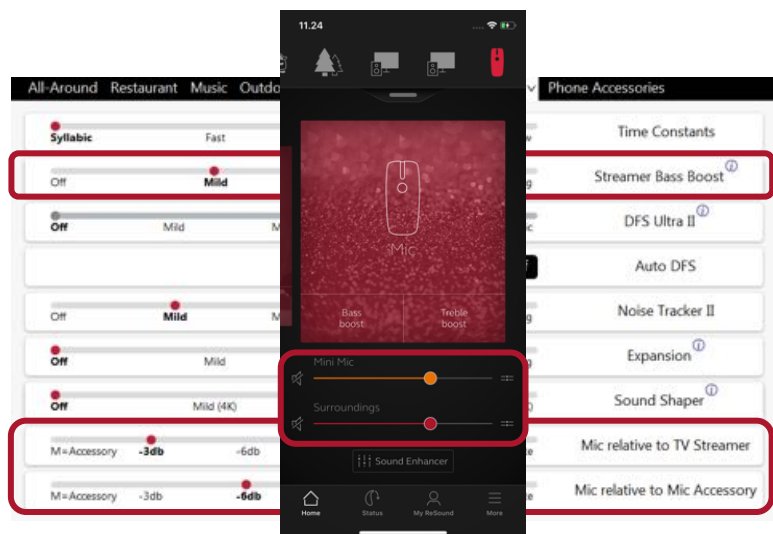 11.24
All-Around Restaurant Music Outdo
Phone Accessories
Syllabic Fast
Time Constants
Off Mild
Streamer Bass Boost
Off Mild
DFS Ultra II
Auto DFS
Off Mild
Noise Tracker II
Off Mild
Expansion
Off Mild (4K)
Sound Shaper
M=Accessory -3db -6db
Mic relative to TV Streamer
M=Accessory -3db -6db
Mic relative to Mic Accessory
Mic
Bass boost
Treble boost
Mini Mic
Surroundings
Sound Enhancer
Home Status My ReSound More